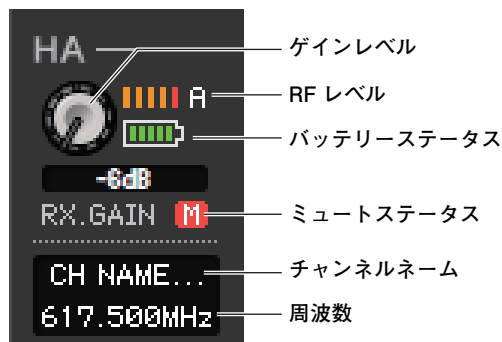 HA
ゲインレベル
A
RF レベル
バッテリーステータス
-6dB
RX.GAIN M
ミュートステータス
CH NAME...
チャンネルネーム
617.500MHz
周波数